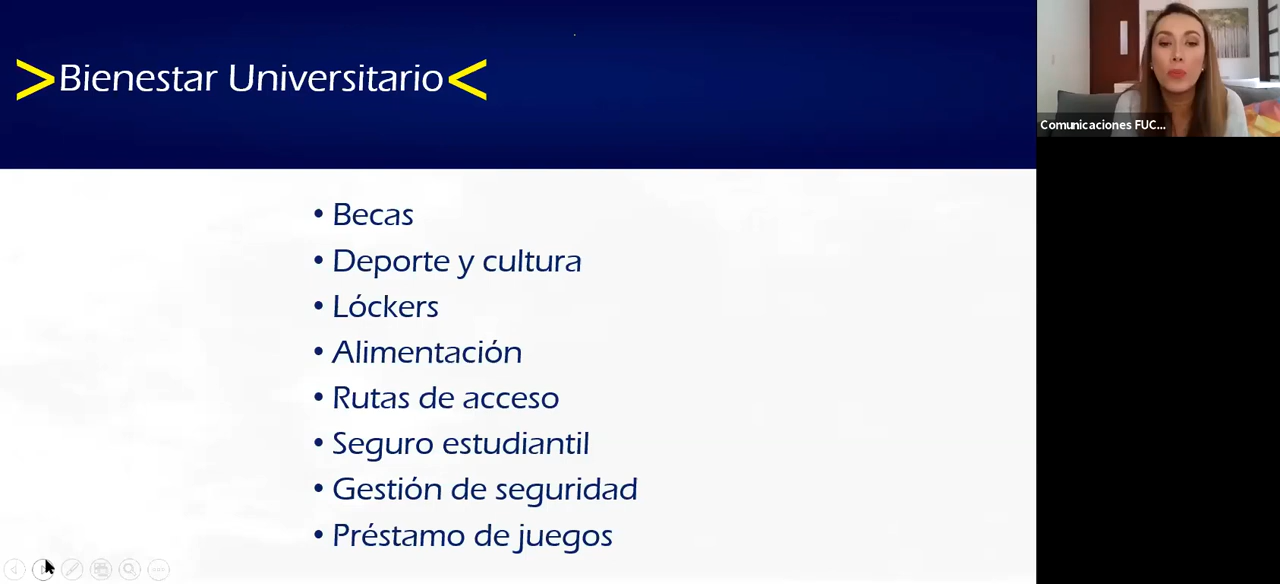 >Bienestar Universitario<
• Becas
• Deporte y cultura
• Lóckers
• Alimentación
• Rutas de acceso
• Seguro estudiantil
• Gestión de seguridad
• Préstamo de juegos
Comunicaciones FUC...